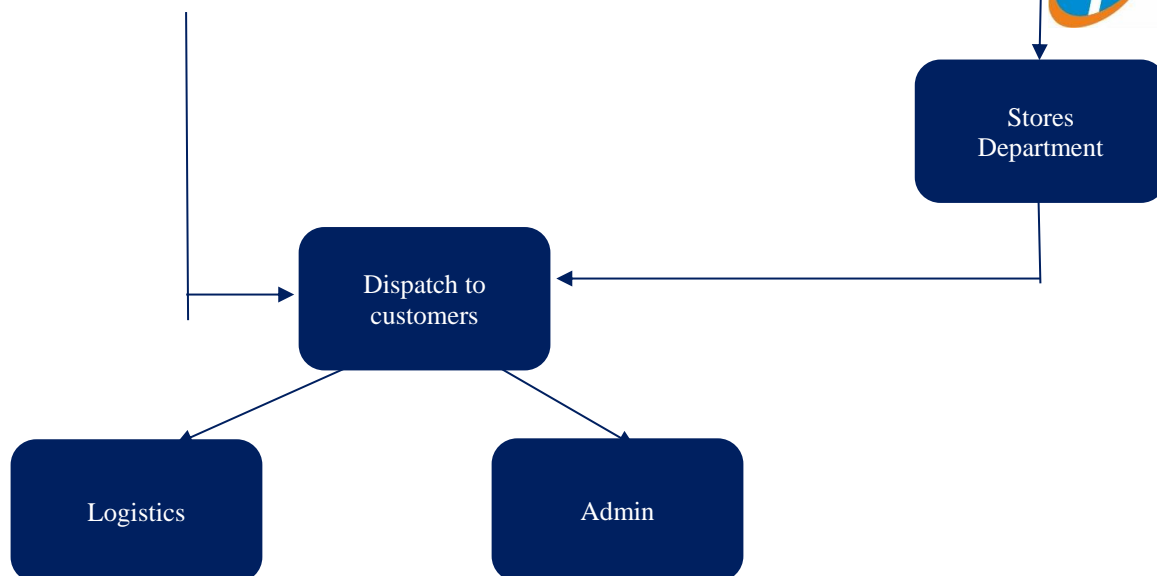 Stores
Department
Dispatch to
customers
Logistics
Admin